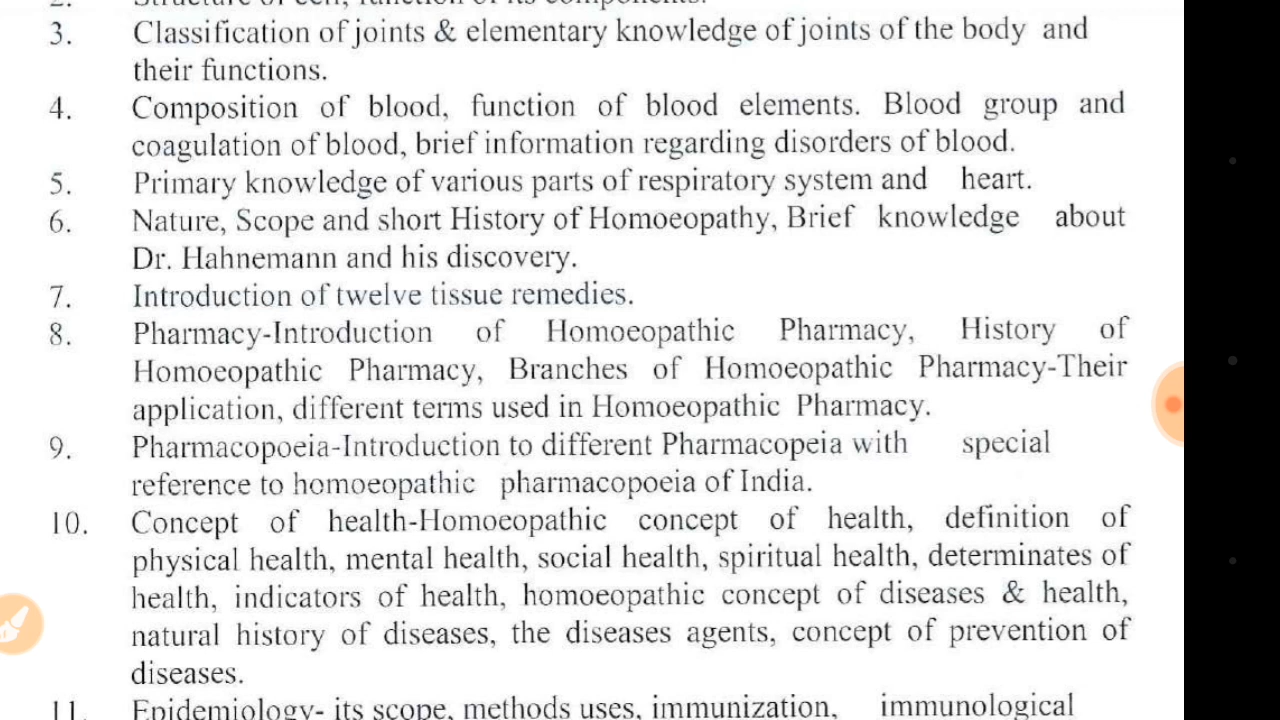 2. Structure of cell, function of its components.
3. Classification of joints & elementary knowledge of joints of the body and
their functions.
4. Composition of blood, function of blood elements. Blood group and
coagulation of blood, brief information regarding disorders of blood.
5. Primary knowledge of various parts of respiratory system and heart.
6. Nature, Scope and short History of Homoeopathy, Brief knowledge about
Dr. Hahnemann and his discovery.
7. Introduction of twelve tissue remedies.
8. Pharmacy-Introduction of Homoeopathic Pharmacy, History of
Homoeopathic Pharmacy, Branches of Homoeopathic Pharmacy-Their
application, different terms used in Homoeopathic Pharmacy.
9. Pharmacopoeia-Introduction to different Pharmacopeia with special
reference to homoeopathic pharmacopoeia of India.
10. Concept of health-Homoeopathic concept of health, definition of
physical health, mental health, social health, spiritual health, determinates of
health, indicators of health, homoeopathic concept of diseases & health,
natural history of diseases, the diseases agents, concept of prevention of
diseases.
11. Epidemiology- its scope, methods uses, immunization, immunological